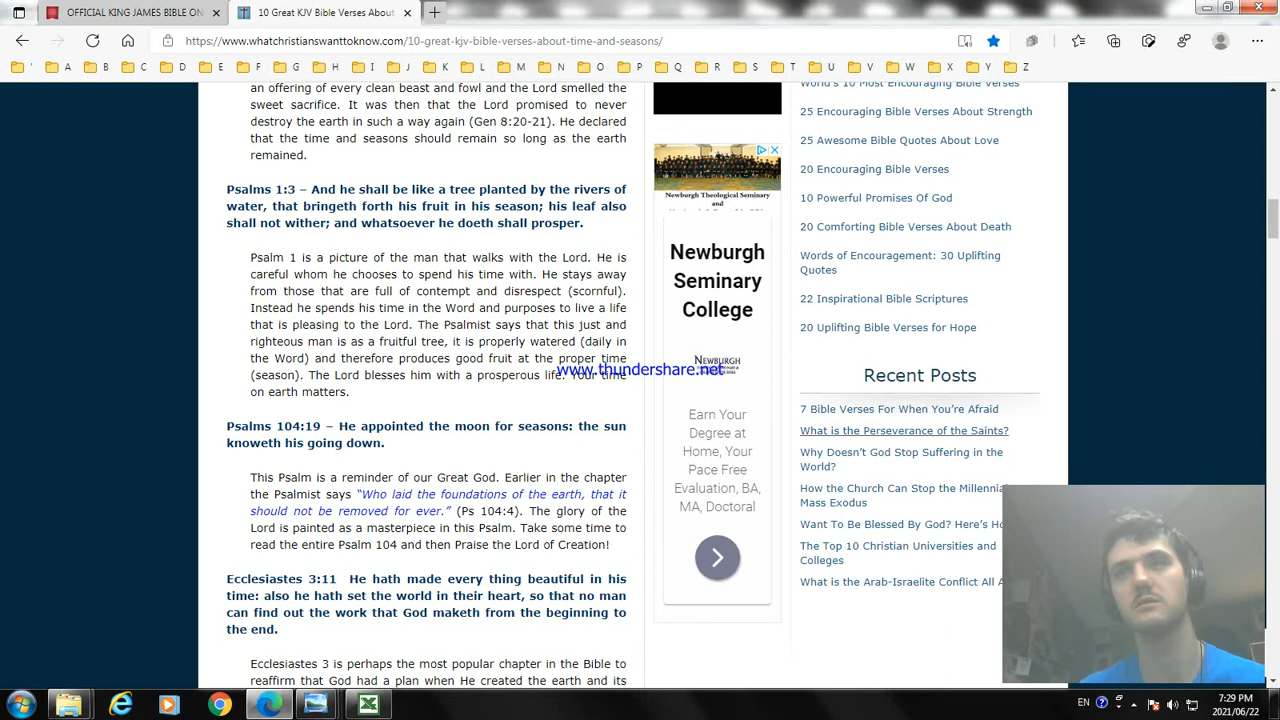 OFFICIAL KING JAMES BIBLE ON
10 Great KJV Bible Verses About
https://www.whatchristianswanttoknow.com/10-great-kjv-bible-verses-about-time-and-seasons/
' A B C D E F G H I J K L M N O P Q R S T U V W X Y Z
an offering of every clean beast and fowl and the Lord smelled the
sweet sacrifice. It was then that the Lord promised to never
destroy the earth in such a way again (Gen 8:20-21). He declared
that the time and seasons should remain so long as the earth
remained.
Psalms 1:3 – And he shall be like a tree planted by the rivers of
water, that bringeth forth his fruit in his season; his leaf also
shall not wither; and whatsoever he doeth shall prosper.
Psalm 1 is a picture of the man that walks with the Lord. He is
careful whom he chooses to spend his time with. He stays away
from those that are full of contempt and disrespect (scornful).
Instead he spends his time in the Word and purposes to live a life
that is pleasing to the Lord. The Psalmist says that this just and
righteous man is as a fruitful tree, it is properly watered (daily in
the Word) and therefore produces good fruit at the proper time
(season). The Lord blesses him with a prosperous life. Your time
on earth matters.
Psalms 104:19 – He appointed the moon for seasons: the sun
knoweth his going down.
This Psalm is a reminder of our Great God. Earlier in the chapter
the Psalmist says “Who laid the foundations of the earth, that it
should not be removed for ever.” (Ps 104:4). The glory of the
Lord is painted as a masterpiece in this Psalm. Take some time to
read the entire Psalm 104 and then Praise the Lord of Creation!
Ecclesiastes 3:11 He hath made every thing beautiful in his
time: also he hath set the world in their heart, so that no man
can find out the work that God maketh from the beginning to
the end.
Ecclesiastes 3 is perhaps the most popular chapter in the Bible to
reaffirm that God had a plan when He created the earth and its
www.thundershare.net
Newburgh Theological Seminary
and
Newburgh
Seminary
College
NEWBURGH
Earn Your
Degree at
Home, Your
Pace Free
Evaluation, BA,
MA, Doctoral
World's 10 Most Encouraging Bible Verses
25 Encouraging Bible Verses About Strength
25 Awesome Bible Quotes About Love
20 Encouraging Bible Verses
10 Powerful Promises Of God
20 Comforting Bible Verses About Death
Words of Encouragement: 30 Uplifting
Quotes
22 Inspirational Bible Scriptures
20 Uplifting Bible Verses for Hope
Recent Posts
7 Bible Verses For When You’re Afraid
What is the Perseverance of the Saints?
Why Doesn’t God Stop Suffering in the
World?
How the Church Can Stop the Millennia
Mass Exodus
Want To Be Blessed By God? Here’s Ho
The Top 10 Christian Universities and
Colleges
What is the Arab-Israelite Conflict All A
EN
7:29 PM
2021/06/22